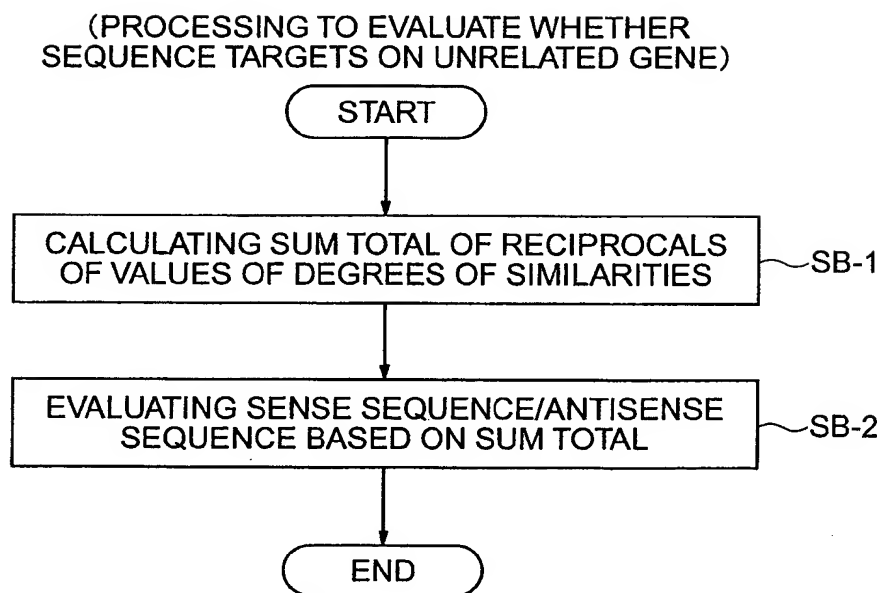 (PROCESSING TO EVALUATE WHETHER
SEQUENCE TARGETS ON UNRELATED GENE)
START
CALCULATING SUM TOTAL OF RECIPROCALS
OF VALUES OF DEGREES OF SIMILARITIES
SB-1
EVALUATING SENSE SEQUENCE/ANTISENSE
SEQUENCE BASED ON SUM TOTAL
SB-2
END